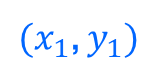 (x₁, y₁)